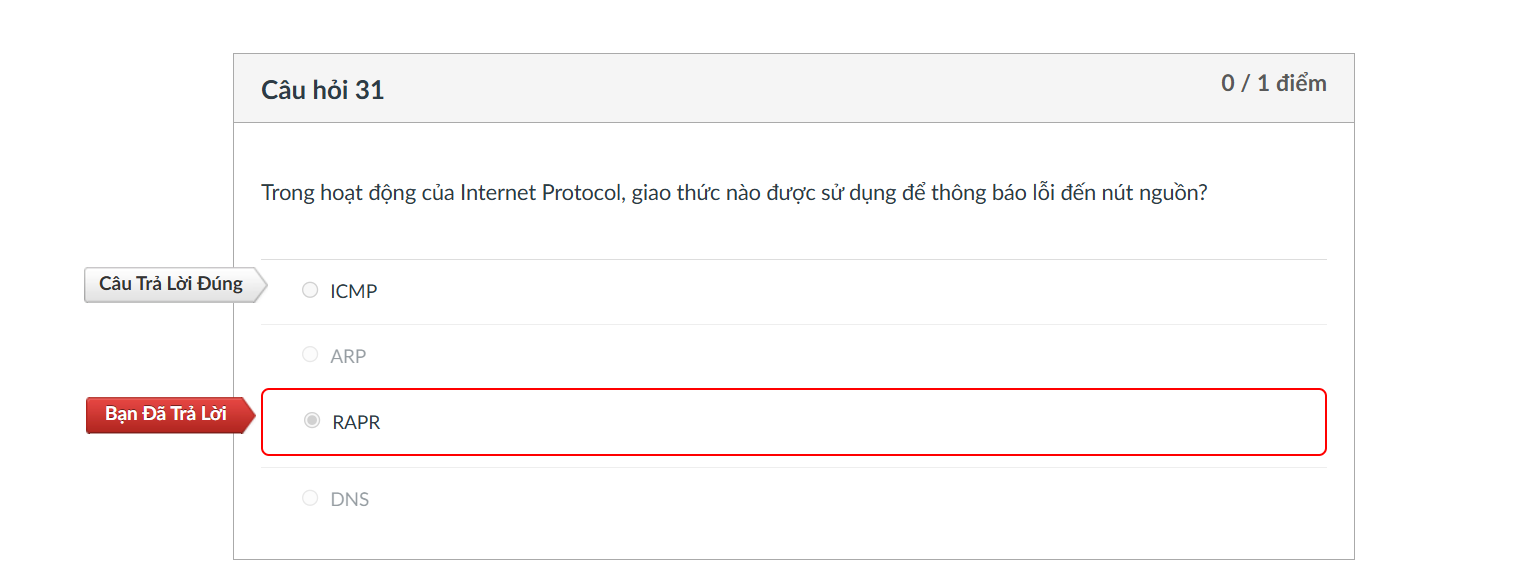 Câu hỏi 31
0 / 1 điểm
Trong hoạt động của Internet Protocol, giao thức nào được sử dụng để thông báo lỗi đến nút nguồn?
Câu Trả Lời Đúng
ICMP
ARP
Bạn Đã Trả Lời
RAPR
DNS